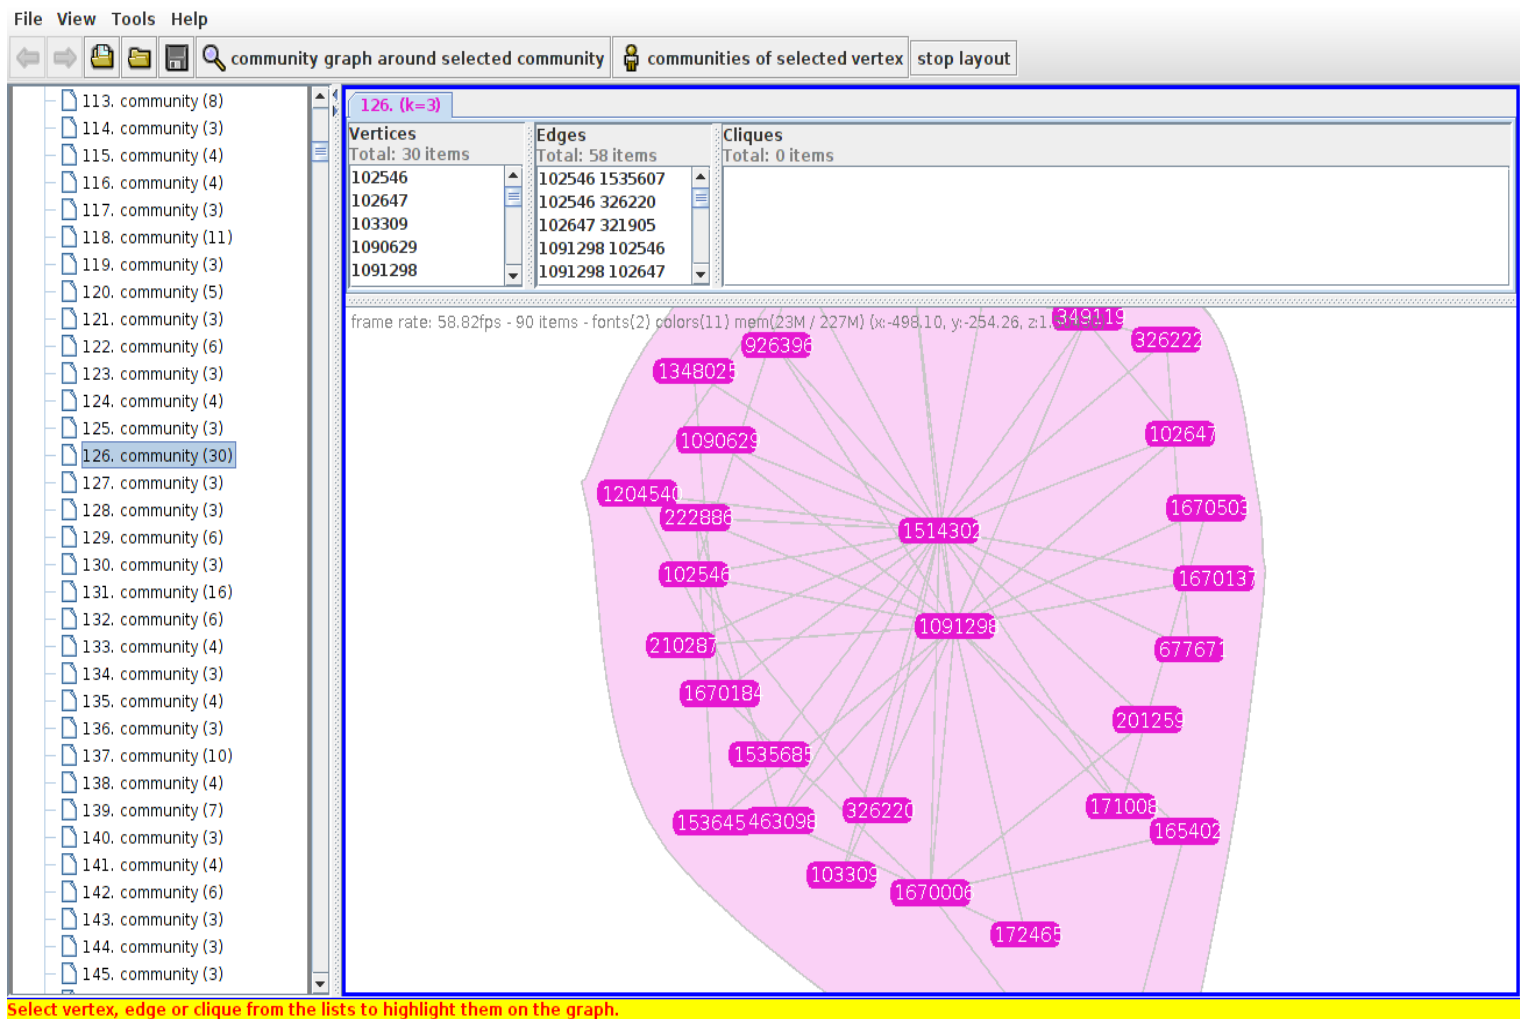 File View Tools Help
community graph around selected community communities of selected vertex stop layout
113. community (8)
114. community (3)
115. community (4)
116. community (4)
117. community (3)
118. community (11)
119. community (3)
120. community (5)
121. community (3)
122. community (6)
123. community (3)
124. community (4)
125. community (3)
126. community (30)
127. community (3)
128. community (3)
129. community (6)
130. community (3)
131. community (16)
132. community (6)
133. community (4)
134. community (3)
135. community (4)
136. community (3)
137. community (10)
138. community (4)
139. community (7)
140. community (3)
141. community (4)
142. community (6)
143. community (3)
144. community (3)
145. community (3)
126. (k=3)
Vertices
Total: 30 items
102546
102647
103309
1090629
1091298
Edges
Total: 58 items
102546 1535607
102546 326220
102647 321905
1091298 102546
1091298 102647
Cliques
Total: 0 items
frame rate: 58.82fps - 90 items - fonts(2) colors(11) mem(23M / 227M) (x:-498.10, y:-254.26,
349119
326222
926396
1348025
102647
1090629
1204540
222886
1670503
1514302
102546
1670137
1091298
210287
677671
1670184
201259
1535685
171008
326220
153645
463098
165402
103309
1670006
172465
Select vertex, edge or clique from the lists to highlight them on the graph.